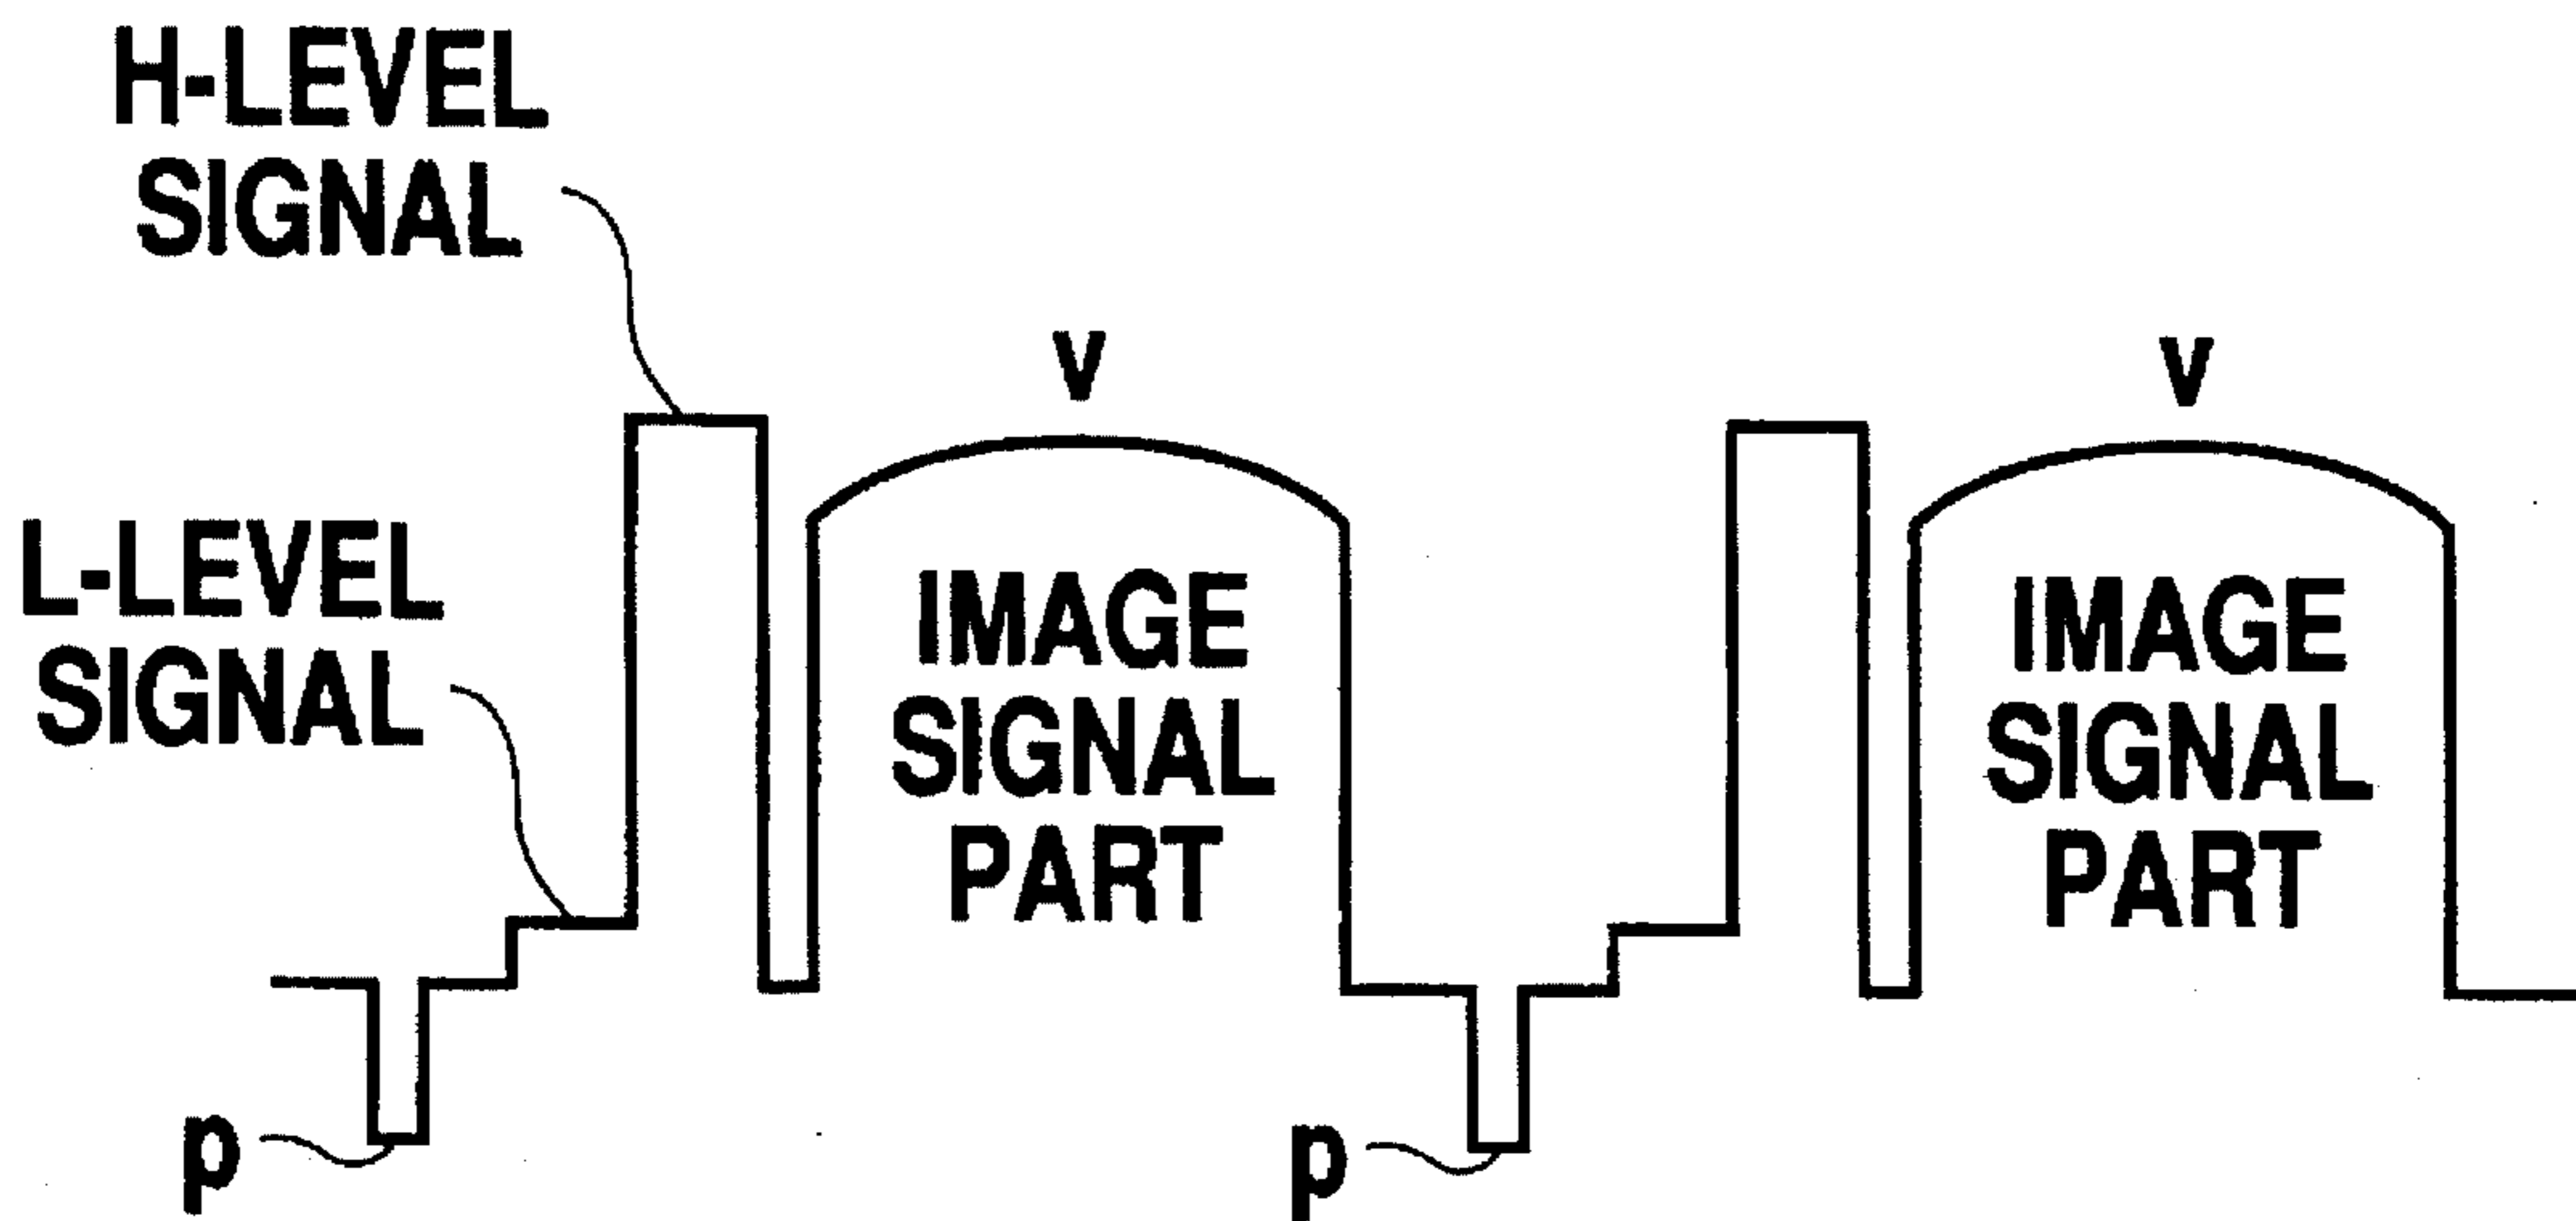 H-LEVEL
SIGNAL
V
V
L-LEVEL
SIGNAL
IMAGE
SIGNAL
PART
IMAGE
SIGNAL
PART
p
p